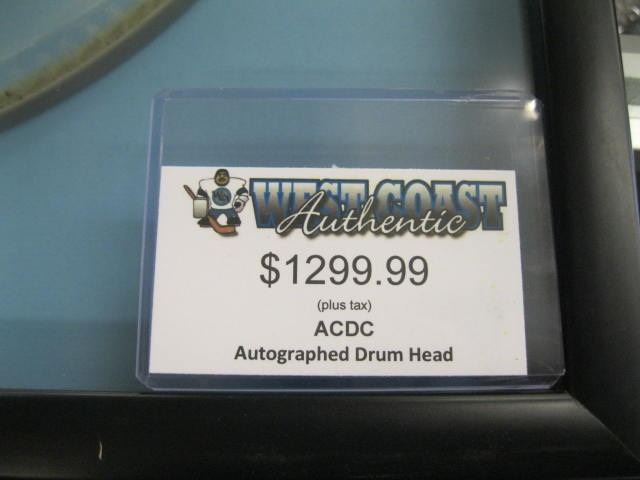 WEST COAST
Authentic
$1299.99
(plus tax)
ACDC
Autographed Drum Head